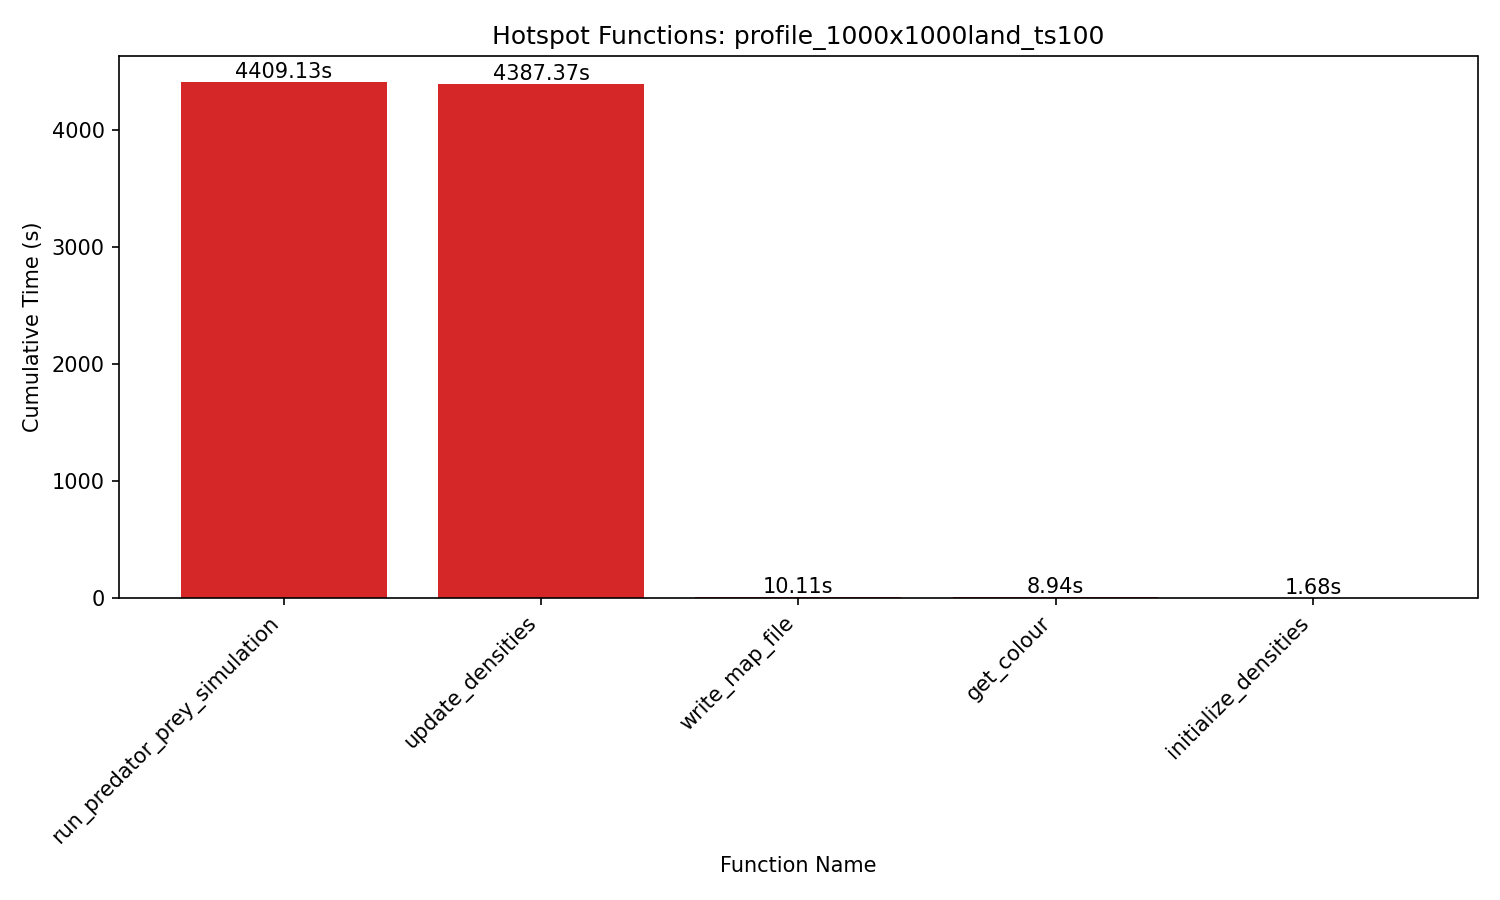 Hotspot Functions: profile_1000x1000land_ts100
4409.13s
4387.37s
10.11s
8.94s
1.68s
Cumulative Time (s)
4000
3000
2000
1000
0
run_predator_prey_simulation
update_densities
write_map_file
get_colour
initialize_densities
Function Name